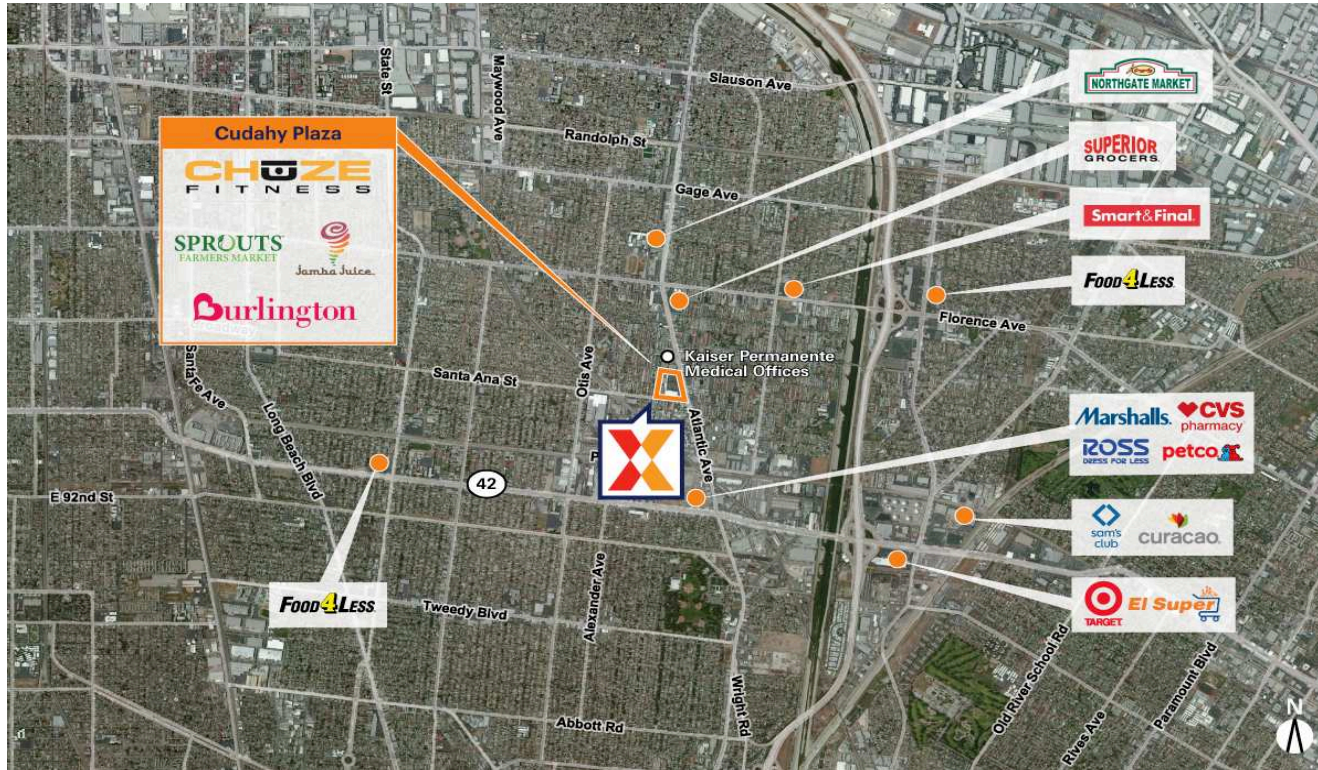 State St
Maywood Ave
Slauson Ave
Randolph St
Gage Ave
Cudahy Plaza
CHUZE
FITNESS
SPROUTS
FARMERS MARKET
Jamba Juice
Burlington
Broadway
NORTHGATE MARKET
SUPERIOR
GROCERS
Smart&Final.
FOOD4LESS
Florence Ave
Kaiser Permanente
Medical Offices
Santa Fe Ave
Santa Ana St
Otis Ave
Long Beach Blvd
Atlantic Ave
Marshalls.
CVS
pharmacy
ROSS
DRESS FOR LESS
petco
42
E 92nd St
sam's
club
curacao.
FOOD4LESS
Tweedy Blvd
Alexander Ave
TARGET
El Super
Wright Rd
Old River School Rd
Paramount Blvd
Rives Ave
Abbott Rd
N